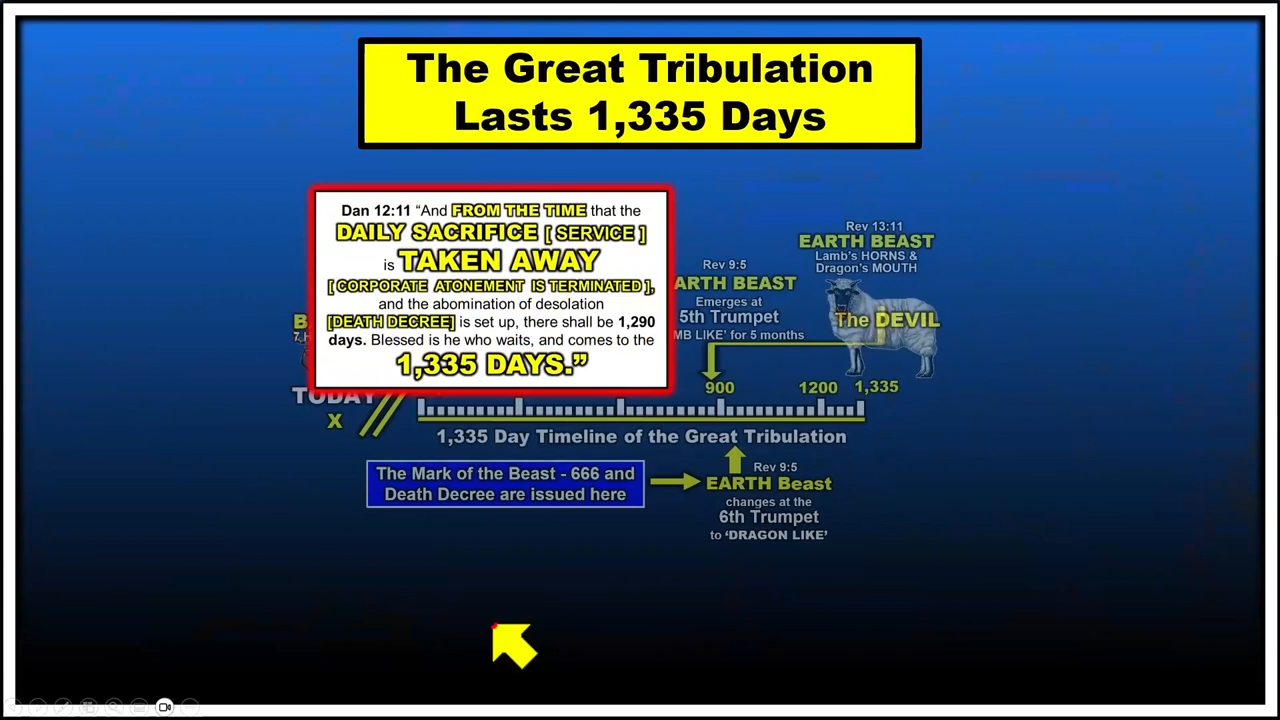 The Great Tribulation
Lasts 1,335 Days
Dan 12:11 “And FROM THE TIME that the
DAILY SACRIFICE [ SERVICE ]
is TAKEN AWAY
[ CORPORATE ATONEMENT IS TERMINATED ],
and the abomination of desolation
[DEATH DECREE] is set up, there shall be 1,290
days. Blessed is he who waits, and comes to the
1,335 DAYS.”
Rev 9:5
ARTH BEAST
Emerges at
5th Trumpet
MB LIKE’ for 5 months
Rev 13:11
EARTH BEAST
Lamb's HORNS &
Dragon's MOUTH
The DEVIL
TODAY
X
900
1200
1,335
1,335 Day Timeline of the Great Tribulation
The Mark of the Beast - 666 and
Death Decree are issued here
Rev 9:5
EARTH Beast
changes at the
6th Trumpet
to ‘DRAGON LIKE’